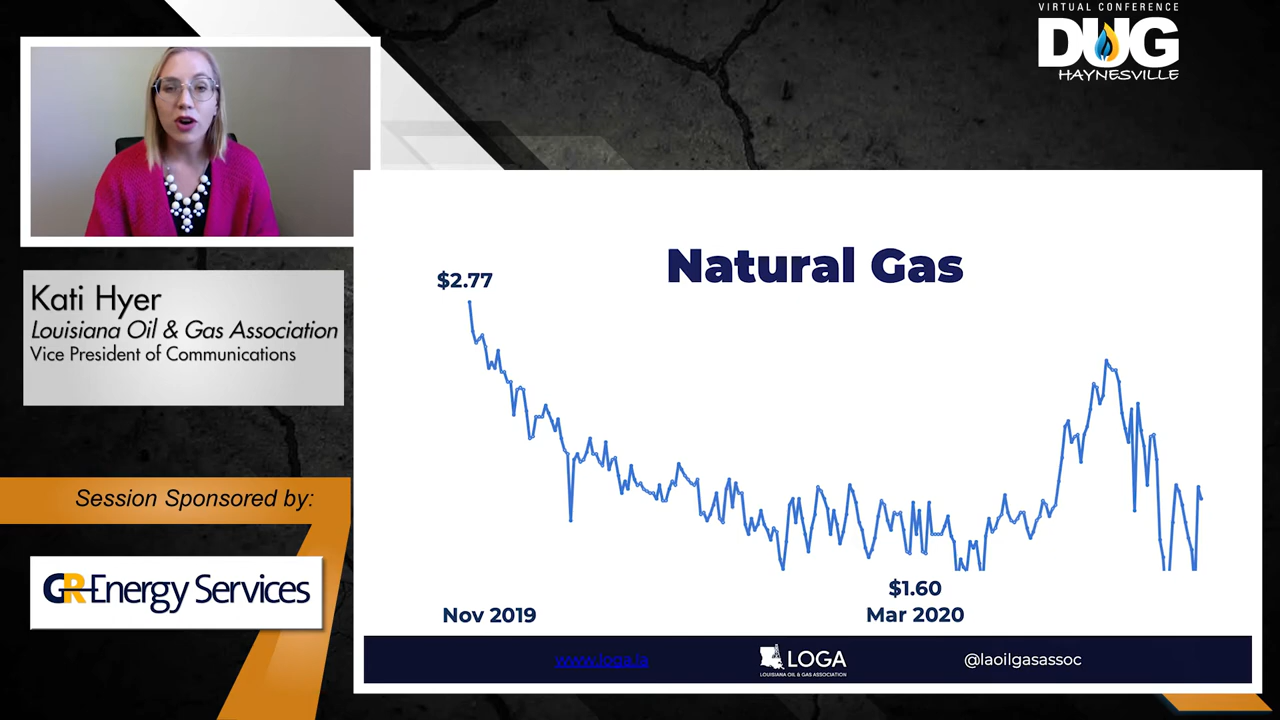 VIRTUAL CONFERENCE
DUG
HAYNESVILLE
Kati Hyer
Louisiana Oil & Gas Association
Vice President of Communications
Session Sponsored by:
GR Energy Services
Natural Gas
$2.77
$1.60
Nov 2019
Mar 2020
www.loga.la
LOGA
LOUISIANA OIL & GAS ASSOCIATION
@laoilgasassoc